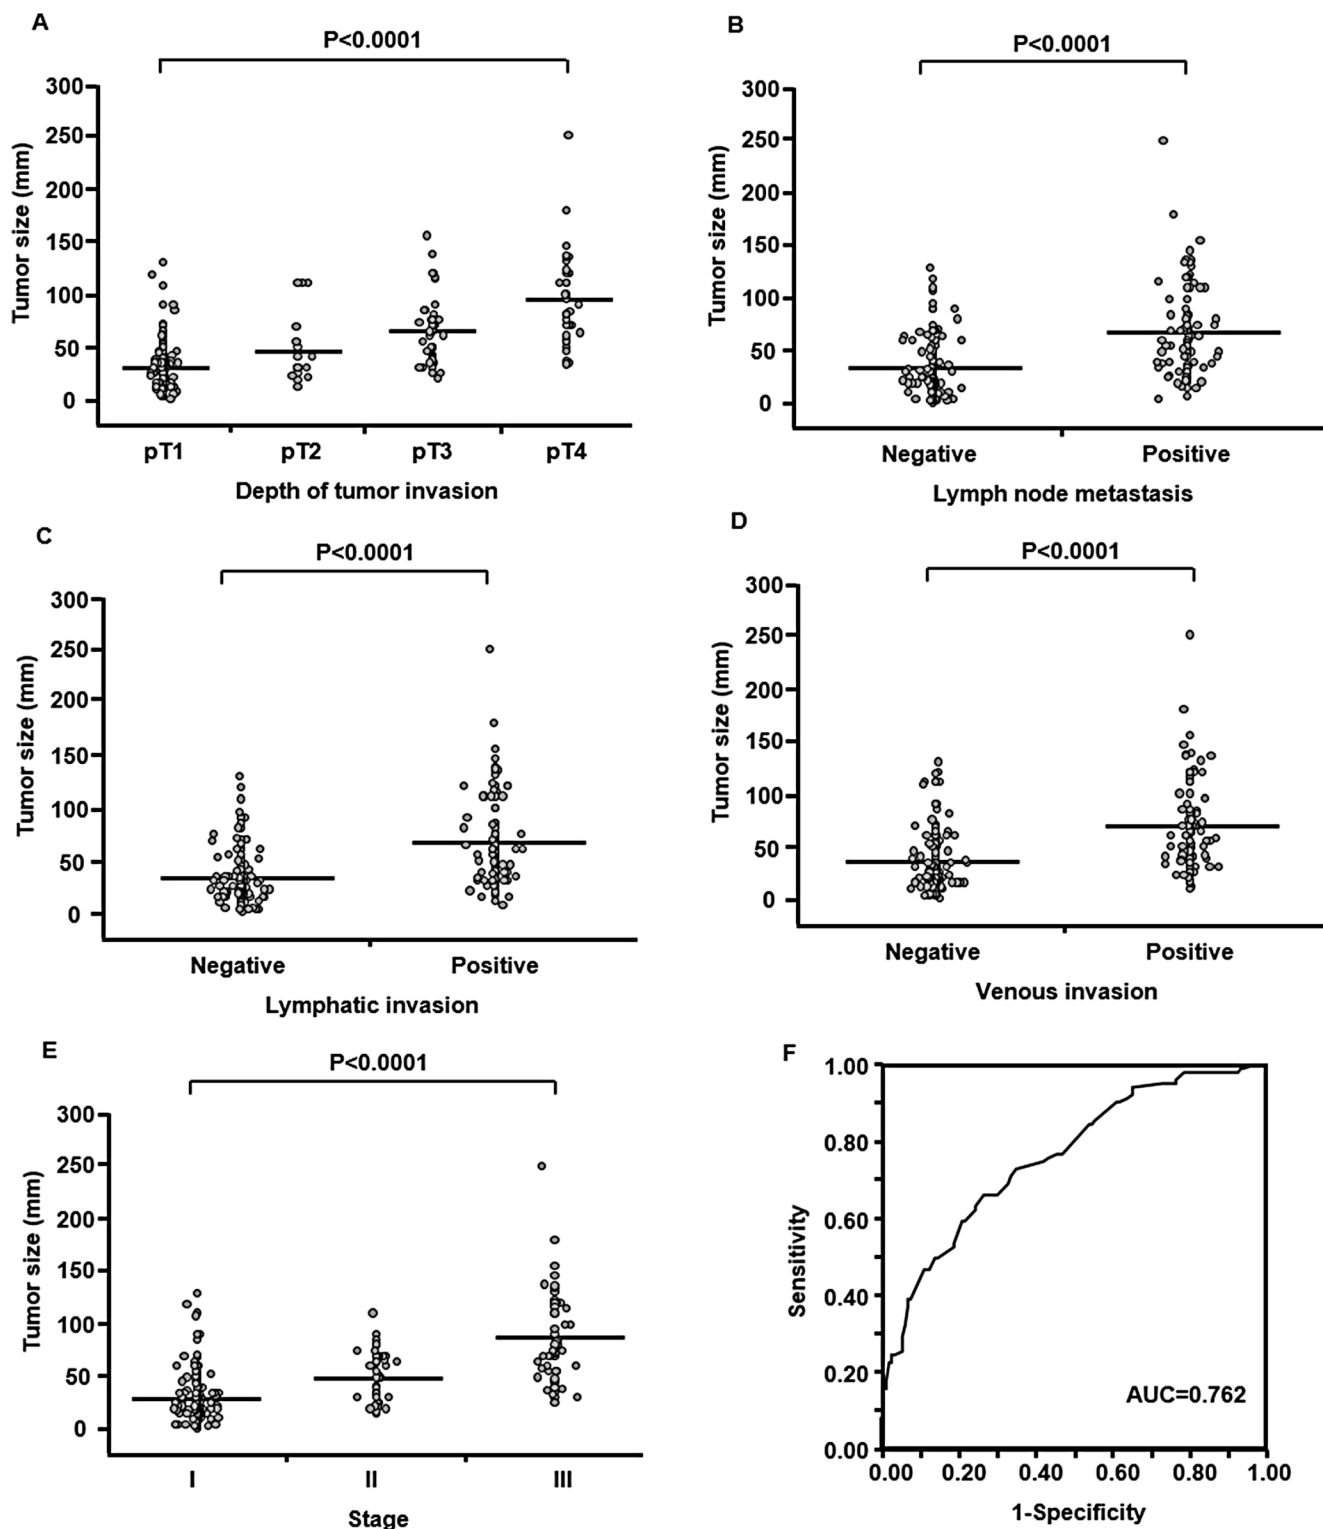 A
P<0.0001
300
250
200
150
100
50
0
Tumor size (mm)
pT1 pT2 pT3 pT4
Depth of tumor invasion
B
P<0.0001
300
250
200
150
100
50
0
Tumor size (mm)
Negative Positive
Lymph node metastasis
C
P<0.0001
300
250
200
150
100
50
0
Tumor size (mm)
Negative Positive
Lymphatic invasion
D
P<0.0001
300
250
200
150
100
50
0
Tumor size (mm)
Negative Positive
Venous invasion
E
P<0.0001
300
250
200
150
100
50
0
Tumor size (mm)
I II III
Stage
F
1.00
0.80
0.60
0.40
0.20
0.00
Sensitivity
AUC=0.762
0.00 0.20 0.40 0.60 0.80 1.00
1-Specificity